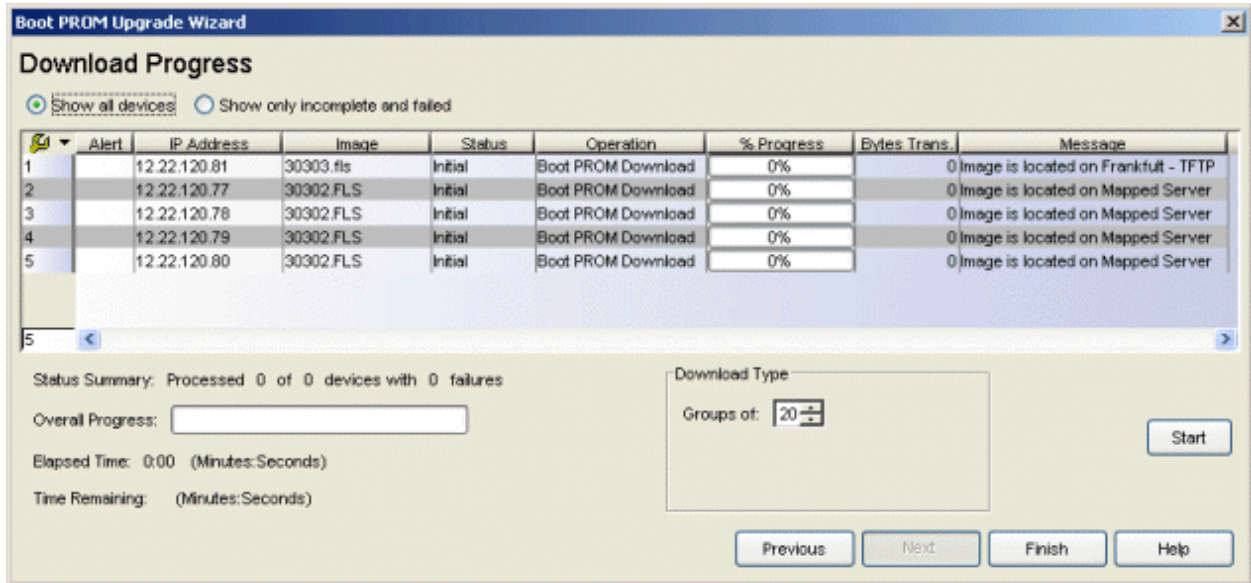 Boot PROM Upgrade Wizard
Download Progress
Show all devices Show only incomplete and failed
Alert IP Address Image Status Operation % Progress Bytes Trans. Message
1 12.22.120.81 30303.fls Initial Boot PROM Download 0% 0 Image is located on Frankfult - TFTP
2 12.22.120.77 30302.FLS Initial Boot PROM Download 0% 0 Image is located on Mapped Server
3 12.22.120.78 30302.FLS Initial Boot PROM Download 0% 0 Image is located on Mapped Server
4 12.22.120.79 30302.FLS Initial Boot PROM Download 0% 0 Image is located on Mapped Server
5 12.22.120.80 30302.FLS Initial Boot PROM Download 0% 0 Image is located on Mapped Server
5
Status Summary: Processed 0 of 0 devices with 0 failures
Overall Progress:
Elapsed Time: 0:00 (Minutes:Seconds)
Time Remaining: (Minutes:Seconds)
Download Type
Groups of: 20
Start
Previous Next Finish Help